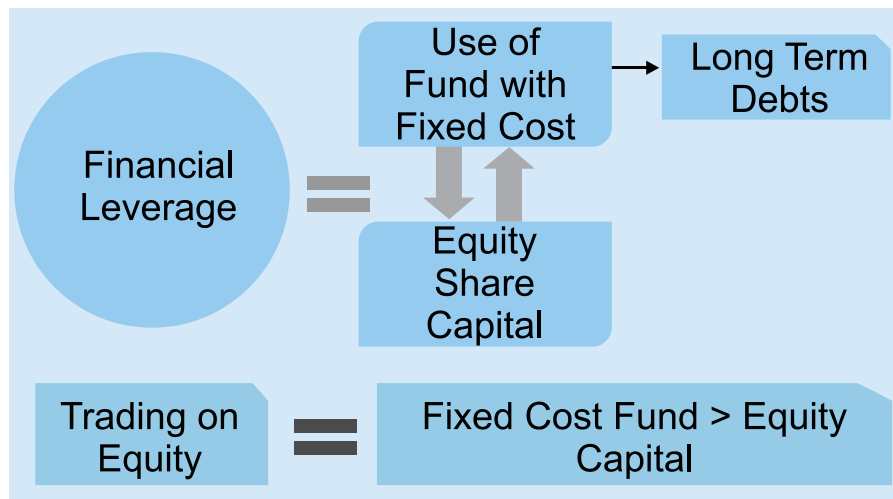 Financial
Leverage
=
Use of
Fund with
Fixed Cost
Long Term
Debts
Equity
Share
Capital
Trading on
Equity
=
Fixed Cost Fund > Equity
Capital